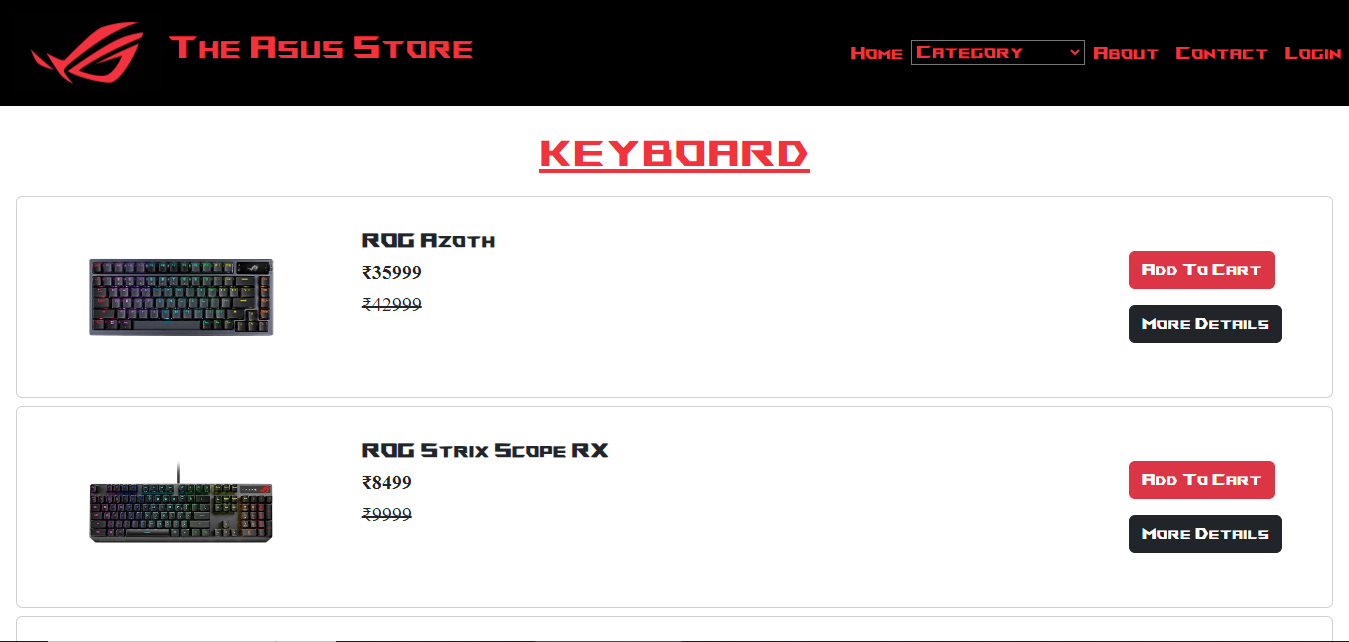 The Asus Store
Home Category About Contact Login
KEYBOARD
ROG Azoth
₹35999
₹42999
Add To Cart
More Details
ROG Strix Scope RX
₹8499
₹9999
Add To Cart
More Details